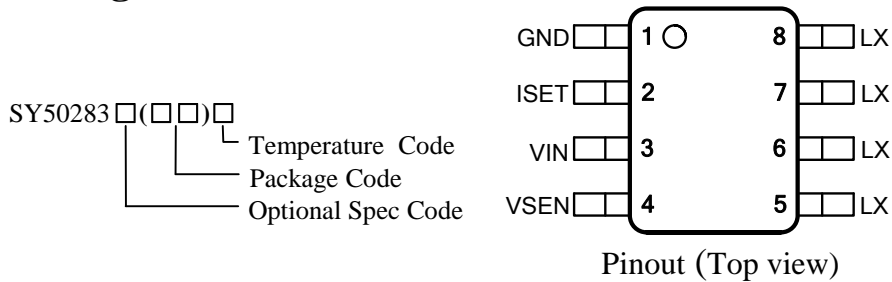 SY50283□(□□)□
Temperature Code
Package Code
Optional Spec Code
GND 1 8 LX
ISET 2 7 LX
VIN 3 6 LX
VSEN 4 5 LX
Pinout (Top view)